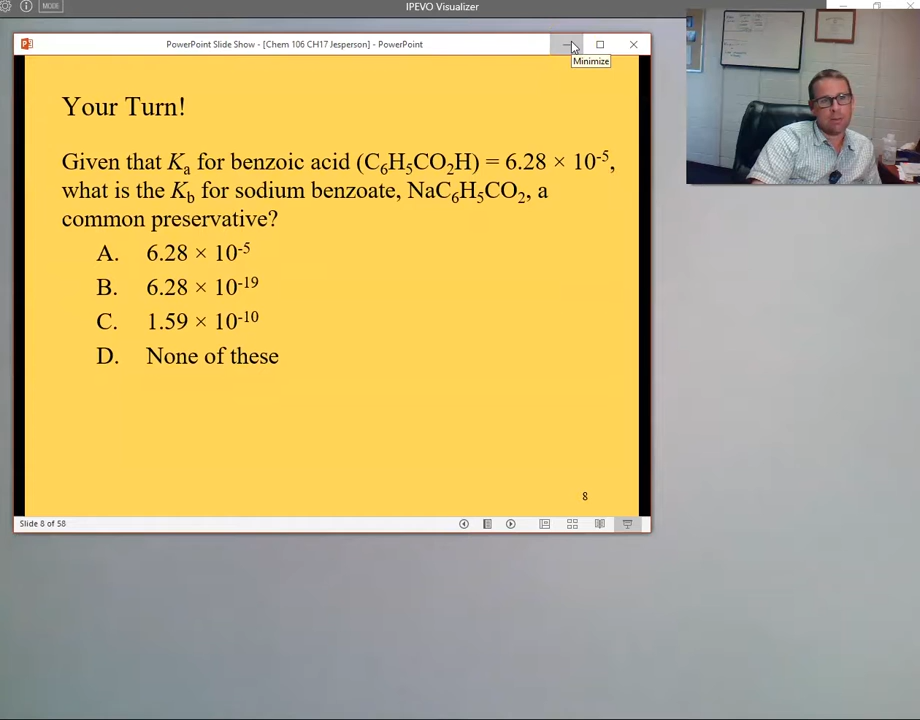 MODE
IPEVO Visualizer
PowerPoint Slide Show - [Chem 106 CH17 Jesperson] - PowerPoint
Minimize
Your Turn!
Given that Kₐ for benzoic acid (C₆H₅CO₂H) = 6.28 × 10⁻⁵,
what is the K_b for sodium benzoate, NaC₆H₅CO₂, a
common preservative?
A. 6.28 × 10⁻⁵
B. 6.28 × 10⁻¹⁹
C. 1.59 × 10⁻¹⁰
D. None of these
8
Slide 8 of 58